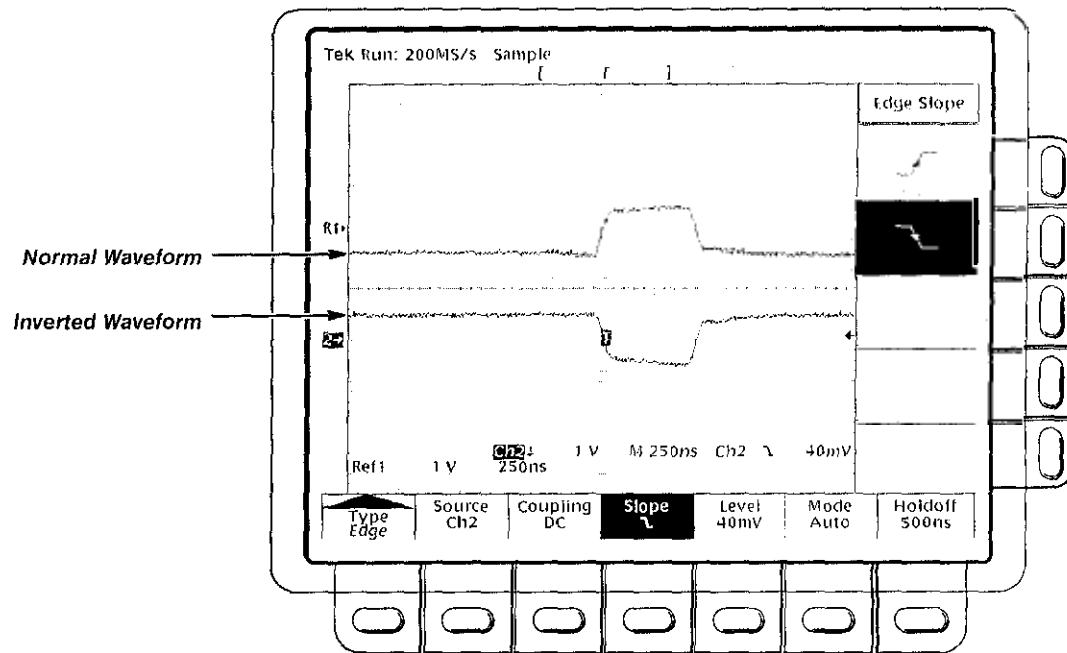 Tek Run: 200MS/s Sample
[ T ]
Edge Slope
R1
Normal Waveform
Inverted Waveform
2
T
Ch2↓ 1 V M 250ns Ch2 ㄟ 40mV
Ref1 1 V 250ns
Type
Edge
Source
Ch2
Coupling
DC
Slope
Level
40mV
Mode
Auto
Holdoff
500ns